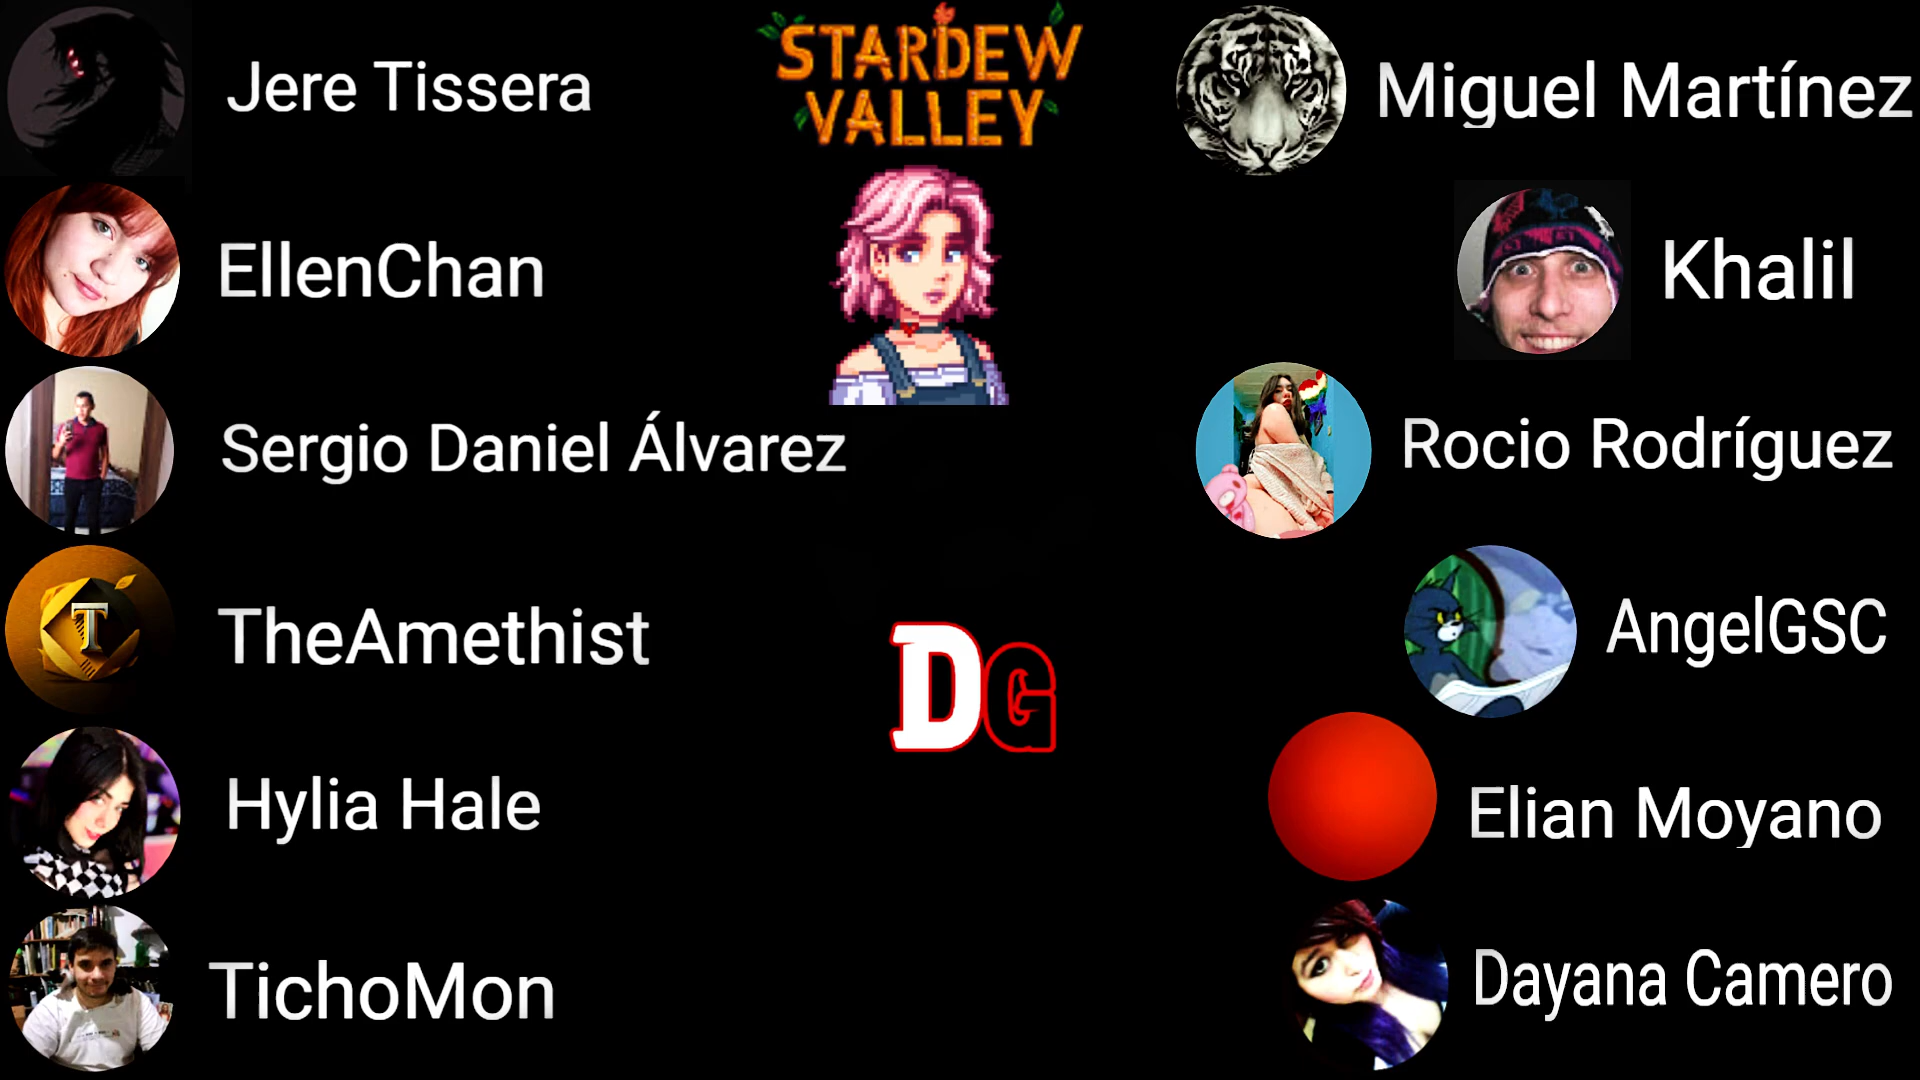 Jere Tissera
EllenChan
Sergio Daniel Álvarez
TheAmethist
T
Hylia Hale
TichoMon
STARDEW
VALLEY
DG
Miguel Martínez
Khalil
Rocio Rodríguez
AngelGSC
Elian Moyano
Dayana Camero